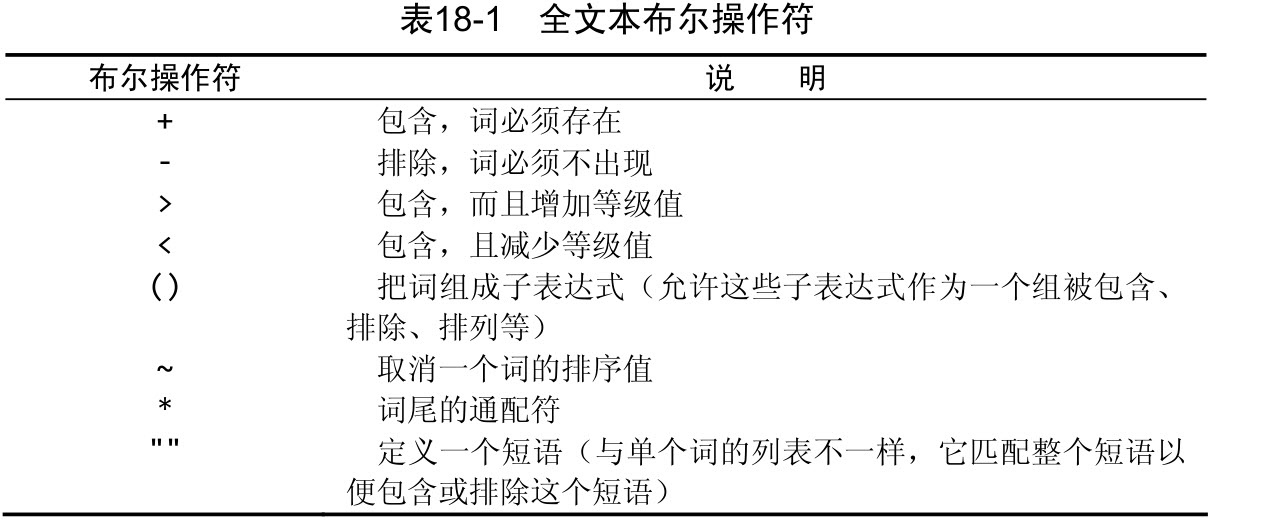 表18-1 全文本布尔操作符
布尔操作符 说 明
+ 包含，词必须存在
- 排除，词必须不出现
> 包含，而且增加等级值
< 包含，且减少等级值
() 把词组成子表达式（允许这些子表达式作为一个组被包含、
排除、排列等）
~ 取消一个词的排序值
* 词尾的通配符
"" 定义一个短语（与单个词的列表不一样，它匹配整个短语以
便包含或排除这个短语）